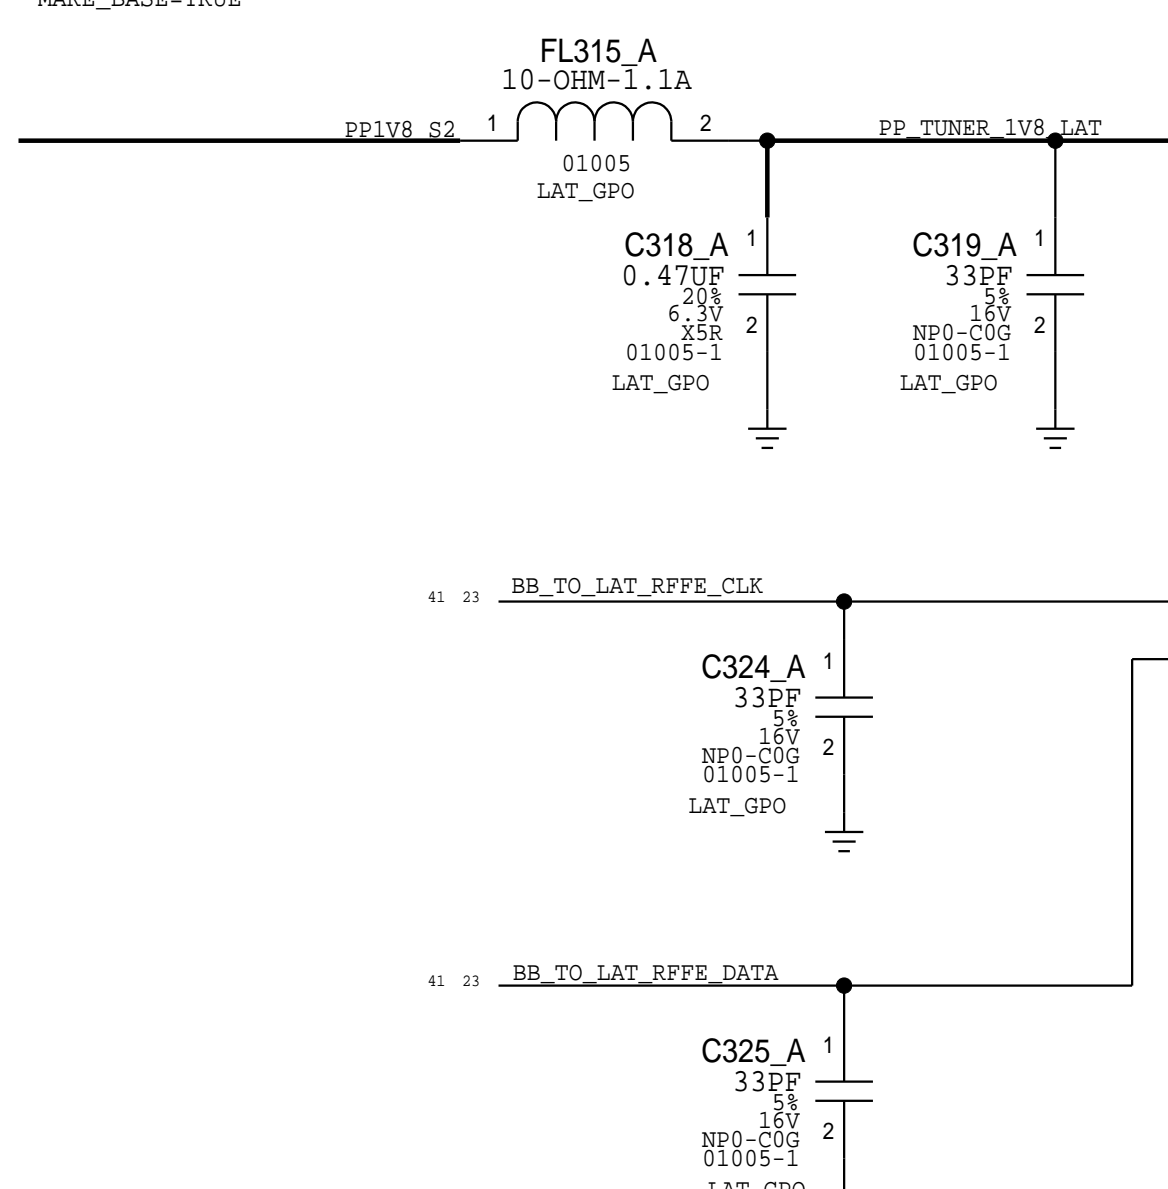 MAKE_BASE=TRUE
FL315_A
10-OHM-1.1A
PP1V8_S2
1
2
PP_TUNER_1V8_LAT
01005
LAT_GPO
C318_A
1
0.47UF
20%
6.3V
2
X5R
01005-1
LAT_GPO
C319_A
1
33PF
5%
16V
2
NP0-C0G
01005-1
LAT_GPO
41 23
BB_TO_LAT_RFFE_CLK
C324_A
1
33PF
5%
16V
2
NP0-C0G
01005-1
LAT_GPO
41 23
BB_TO_LAT_RFFE_DATA
C325_A
1
33PF
5%
16V
2
NP0-C0G
01005-1
LAT_GPO